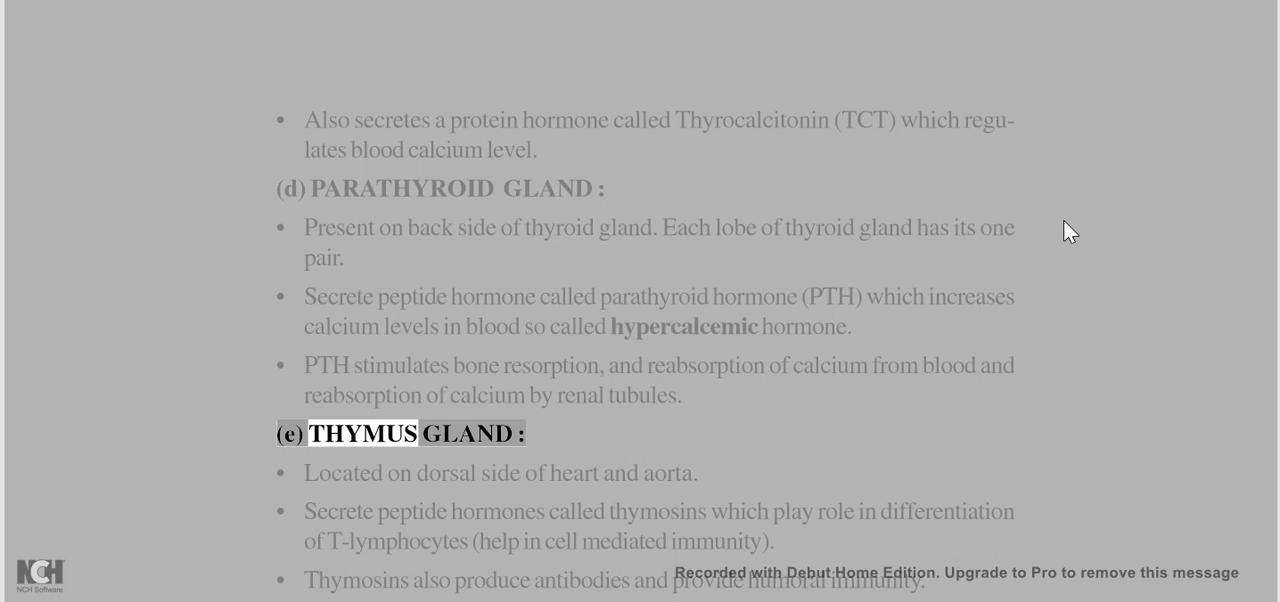 • Also secretes a protein hormone called Thyrocalcitonin (TCT) which regu-
lates blood calcium level.
(d) PARATHYROID GLAND :
• Present on back side of thyroid gland. Each lobe of thyroid gland has its one
pair.
• Secrete peptide hormone called parathyroid hormone (PTH) which increases
calcium levels in blood so called hypercalcemic hormone.
• PTH stimulates bone resorption, and reabsorption of calcium from blood and
reabsorption of calcium by renal tubules.
(e) THYMUS GLAND :
• Located on dorsal side of heart and aorta.
• Secrete peptide hormones called thymosins which play role in differentiation
of T-lymphocytes (help in cell mediated immunity).
• Thymosins also produce antibodies and provide humoral immunity.
Recorded with Debut Home Edition. Upgrade to Pro to remove this message
NCH
NCH Software